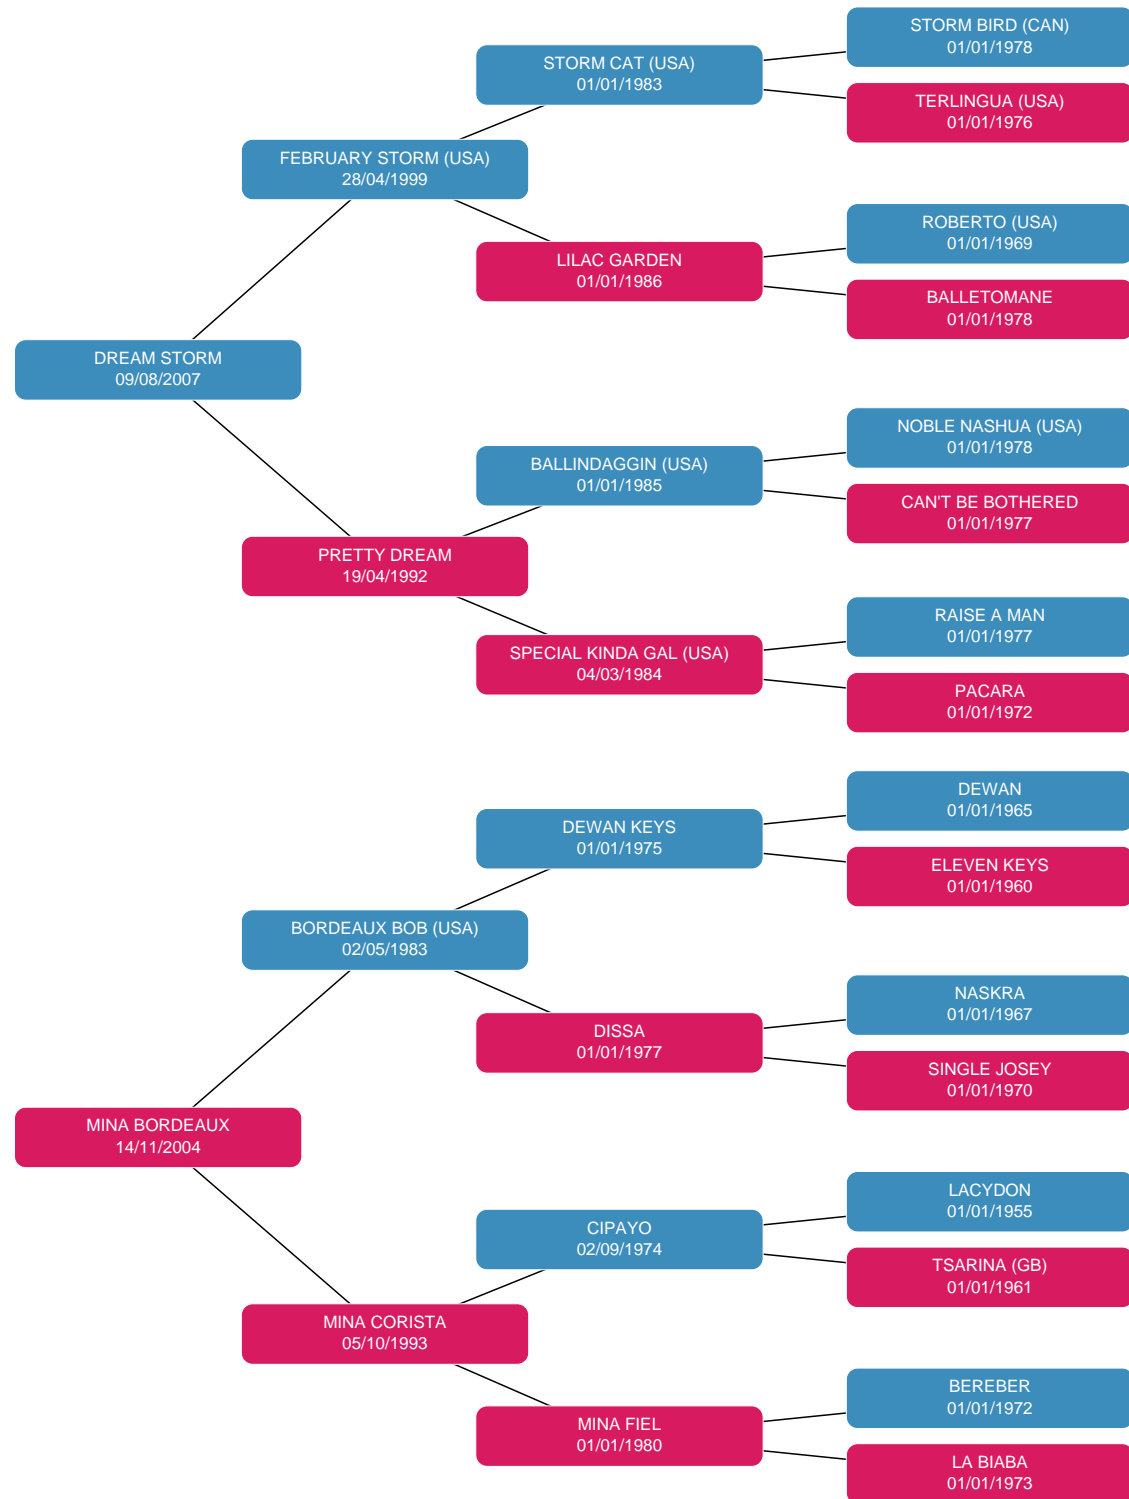 STORM BIRD (CAN)
01/01/1978
STORM CAT (USA)
01/01/1983
TERLINGUA (USA)
01/01/1976
FEBRUARY STORM (USA)
28/04/1999
ROBERTO (USA)
01/01/1969
LILAC GARDEN
01/01/1986
BALLETOMANE
01/01/1978
DREAM STORM
09/08/2007
NOBLE NASHUA (USA)
01/01/1978
BALLINDAGGIN (USA)
01/01/1985
CAN'T BE BOTHERED
01/01/1977
PRETTY DREAM
19/04/1992
RAISE A MAN
01/01/1977
SPECIAL KINDA GAL (USA)
04/03/1984
PACARA
01/01/1972
DEWAN
01/01/1965
DEWAN KEYS
01/01/1975
ELEVEN KEYS
01/01/1960
BORDEAUX BOB (USA)
02/05/1983
NASKRA
01/01/1967
DISSA
01/01/1977
SINGLE JOSEY
01/01/1970
MINA BORDEAUX
14/11/2004
LACYDON
01/01/1955
CIPAYO
02/09/1974
TSARINA (GB)
01/01/1961
MINA CORISTA
05/10/1993
BEREBER
01/01/1972
MINA FIEL
01/01/1980
LA BIABA
01/01/1973